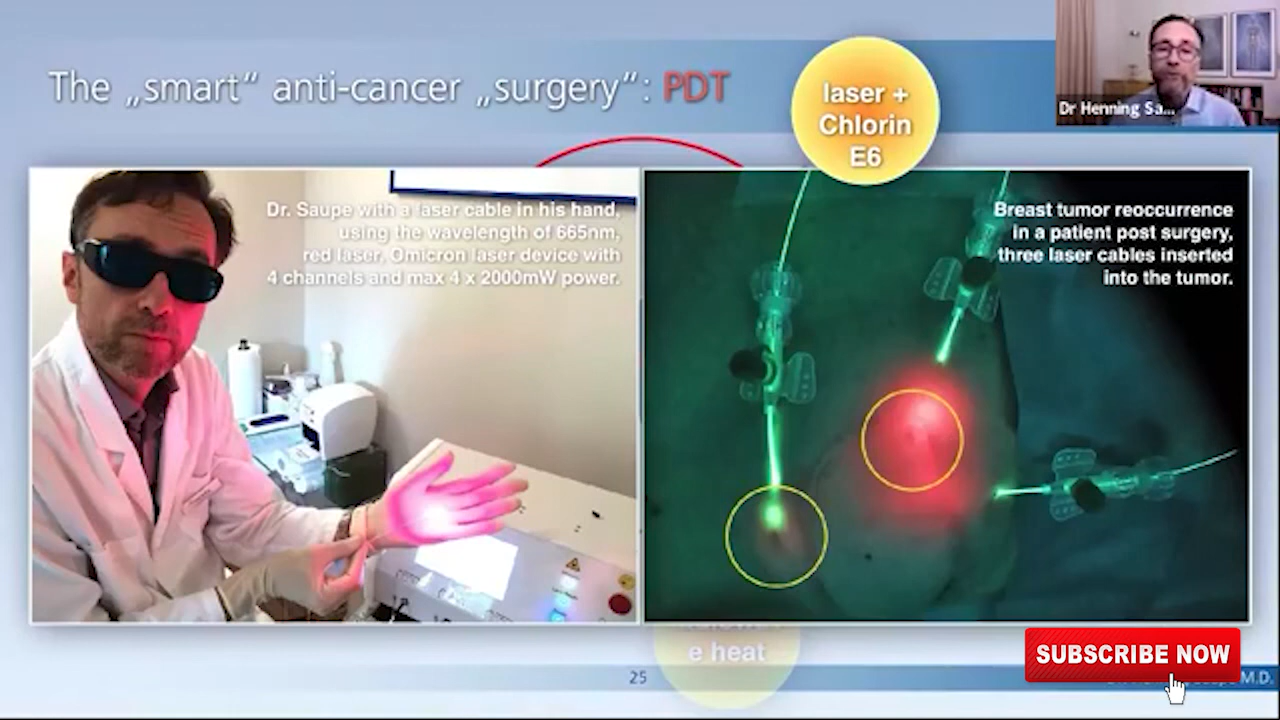 The „smart“ anti-cancer „surgery“: PDT
laser +
Chlorin
E6
Dr Henning Sa...
Dr. Saupe with a laser cable in his hand,
using the wavelength of 665nm,
red laser. Omicron laser device with
4 channels and max 4 x 2000mW power.
Breast tumor reoccurrence
in a patient post surgery,
three laser cables inserted
into the tumor.
e heat
25
SUBSCRIBE NOW
M.D.